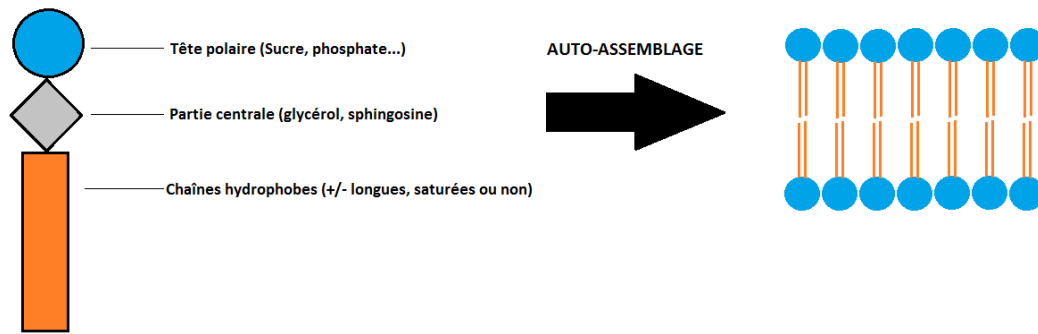 Tête polaire (Sucre, phosphate...)
AUTO-ASSEMBLAGE
Partie centrale (glycérol, sphingosine)
Chaînes hydrophobes (+/- longues, saturées ou non)